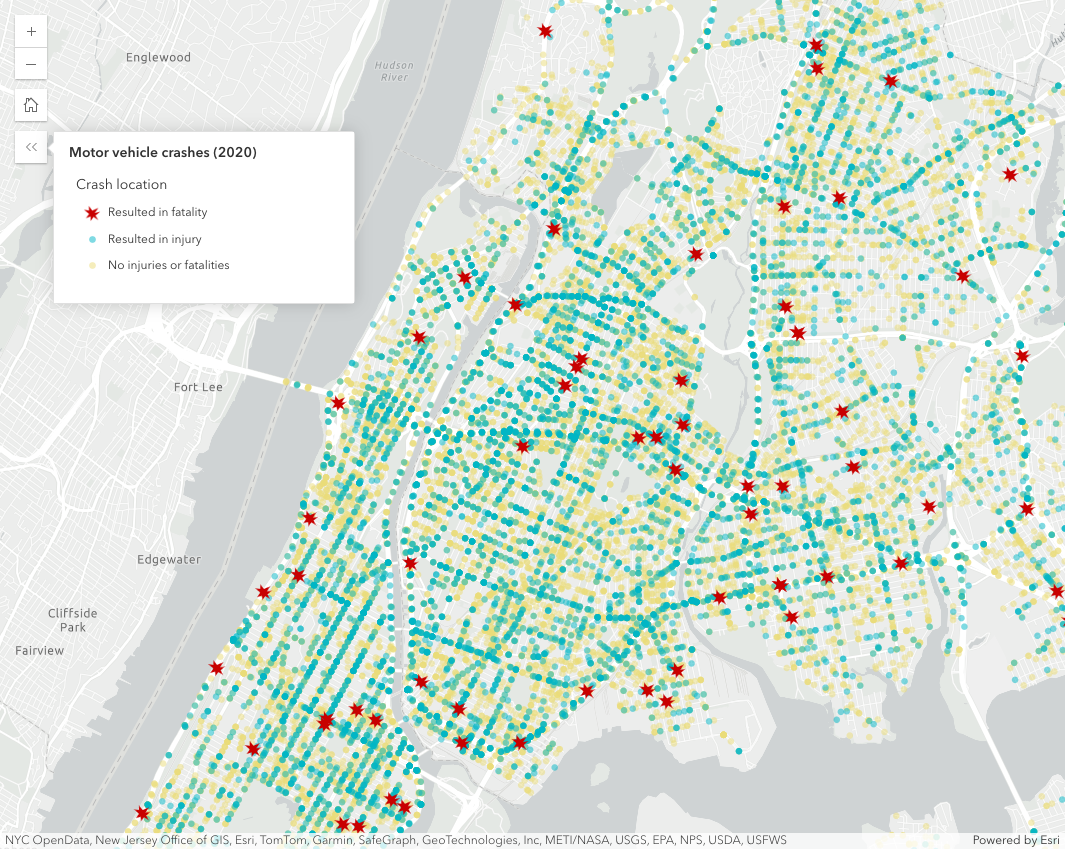 +
Englewood
Hudson
River
−
«
Motor vehicle crashes (2020)
Crash location
Resulted in fatality
Resulted in injury
No injuries or fatalities
Fort Lee
Edgewater
Cliffside
Park
Fairview
NYC OpenData, New Jersey Office of GIS, Esri, TomTom, Garmin, SafeGraph, GeoTechnologies, Inc, METI/NASA, USGS, EPA, NPS, USDA, USFWS
Powered by Esri